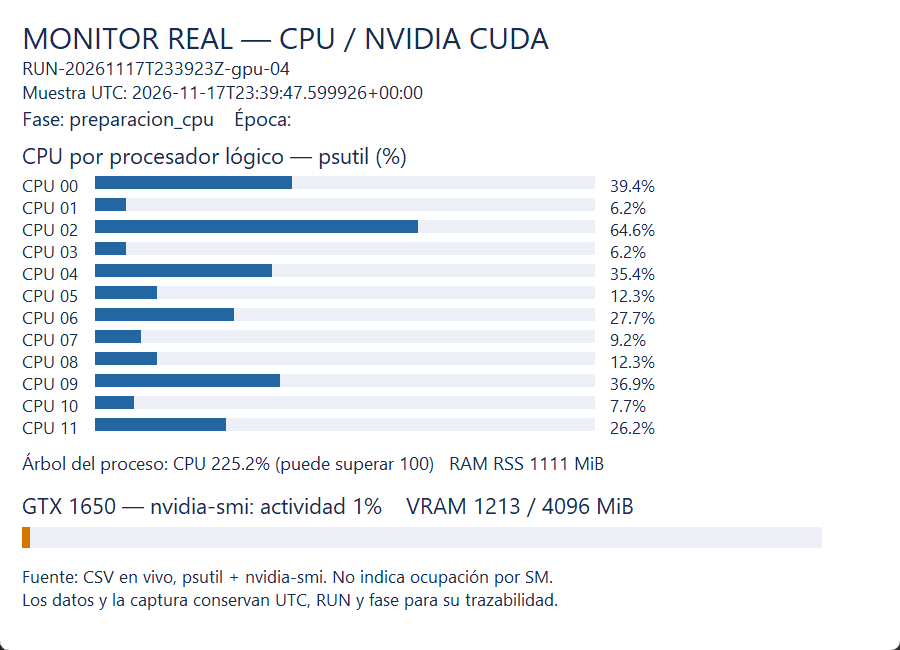 MONITOR REAL — CPU / NVIDIA CUDA
RUN-20261117T233923Z-gpu-04
Muestra UTC: 2026-11-17T23:39:47.599926+00:00
Fase: preparacion_cpu Época:
CPU por procesador lógico — psutil (%)
CPU 00 39.4%
CPU 01 6.2%
CPU 02 64.6%
CPU 03 6.2%
CPU 04 35.4%
CPU 05 12.3%
CPU 06 27.7%
CPU 07 9.2%
CPU 08 12.3%
CPU 09 36.9%
CPU 10 7.7%
CPU 11 26.2%
Árbol del proceso: CPU 225.2% (puede superar 100) RAM RSS 1111 MiB
GTX 1650 — nvidia-smi: actividad 1% VRAM 1213 / 4096 MiB
Fuente: CSV en vivo, psutil + nvidia-smi. No indica ocupación por SM.
Los datos y la captura conservan UTC, RUN y fase para su trazabilidad.